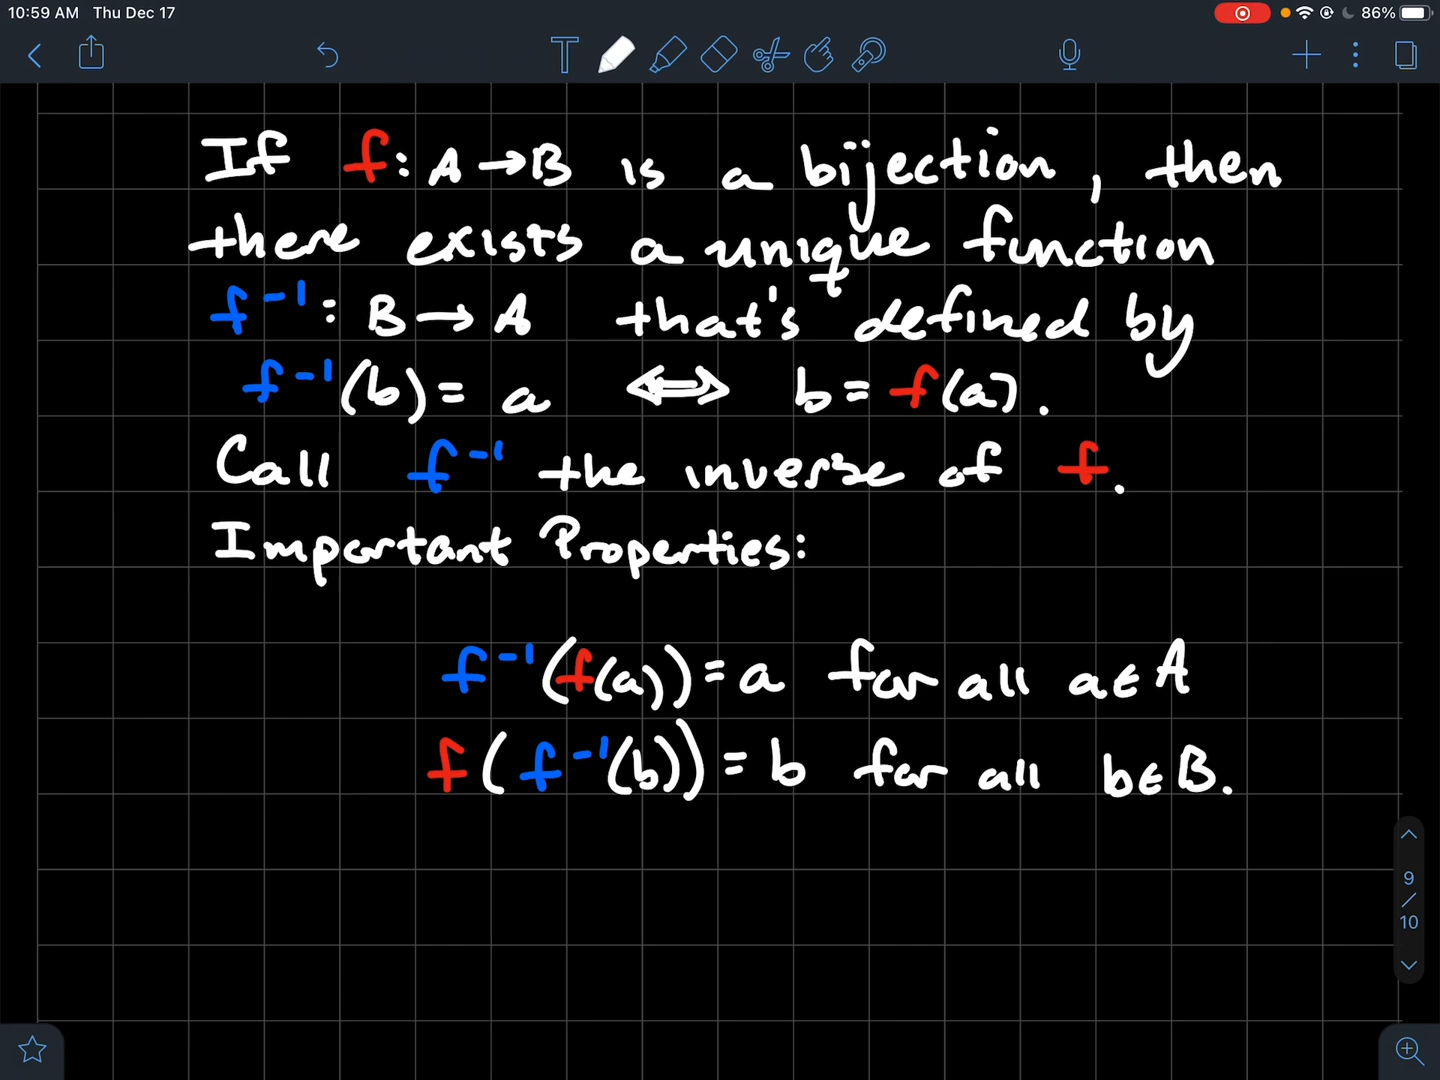 10:59 AM Thu Dec 17 86%
T
If f: A→B is a bijection, then
there exists a unique function
f⁻¹: B→A that's defined by
f⁻¹(b)= a ⟺ b= f(a).
Call f⁻¹ the inverse of f.
Important Properties:
f⁻¹(f(a))=a for all a∈A
f(f⁻¹(b))=b for all b∈B.
9
/
10